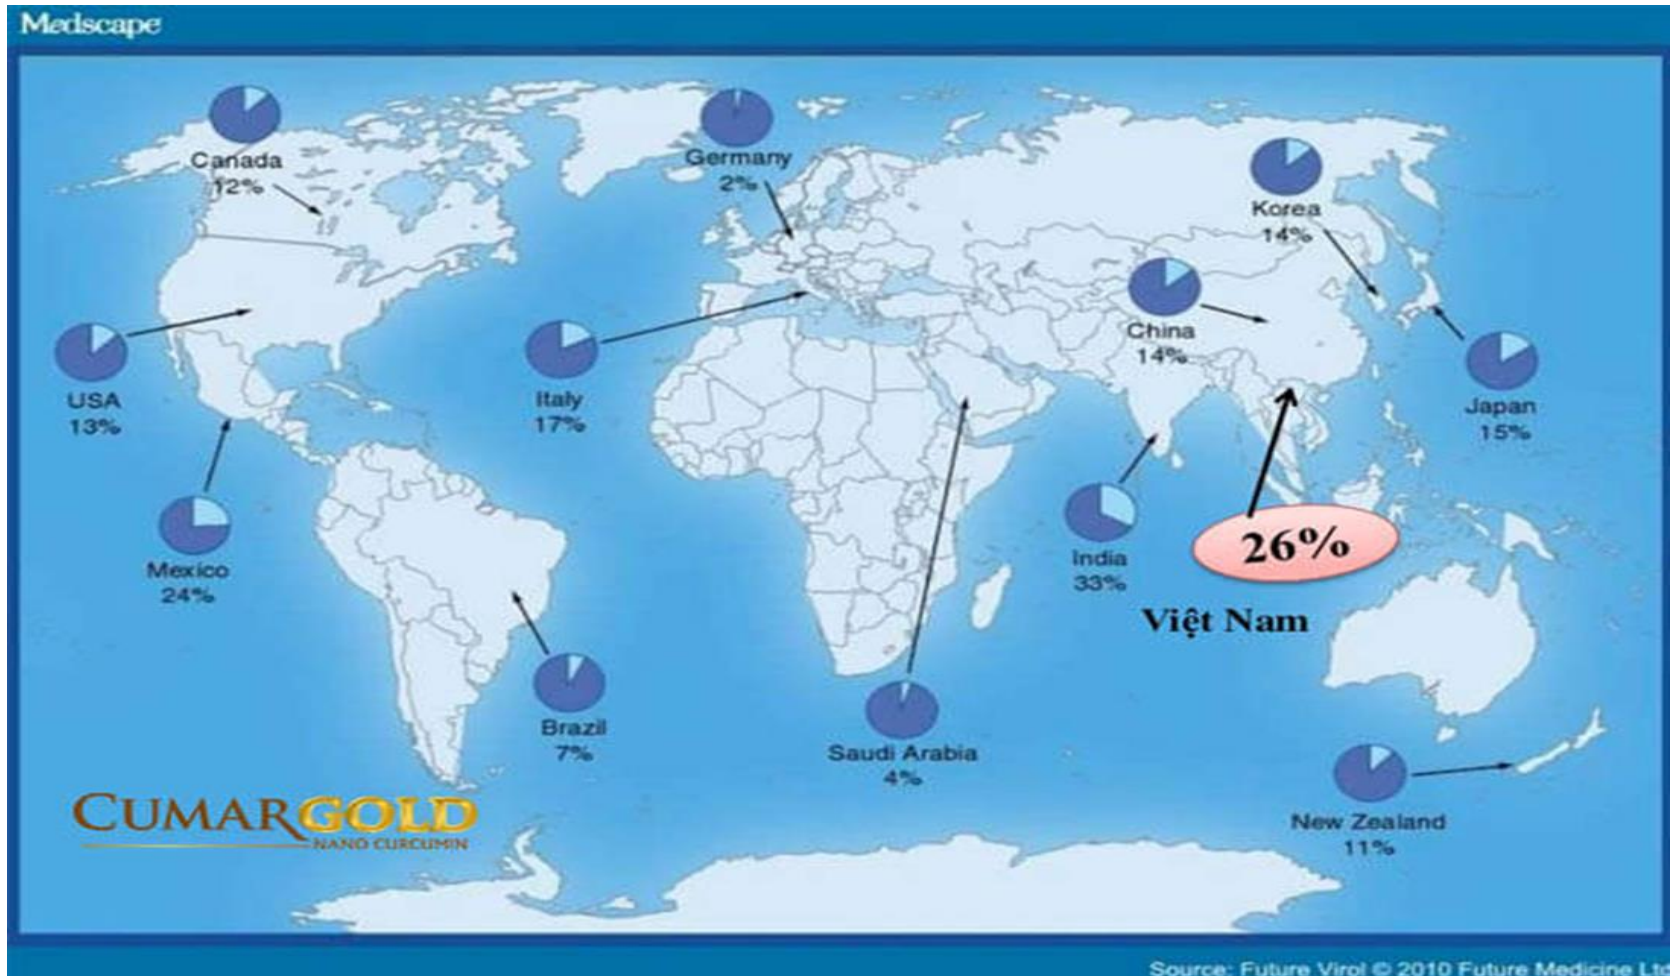 Medscape
Canada
12%
Germany
2%
Korea
14%
China
14%
USA
13%
Italy
17%
Japan
15%
Mexico
24%
India
33%
26%
Việt Nam
Brazil
7%
Saudi Arabia
4%
New Zealand
11%
CUMARGOLD
NANO CURCUMIN
Source: Future Virol © 2010 Future Medicine Ltd